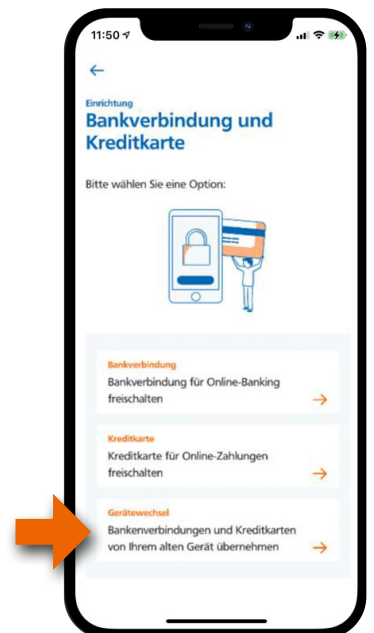 11:50
Einrichtung
Bankverbindung und
Kreditkarte
Bitte wählen Sie eine Option:
Bankverbindung
Bankverbindung für Online-Banking
freischalten
Kreditkarte
Kreditkarte für Online-Zahlungen
freischalten
Gerätewechsel
Bankenverbindungen und Kreditkarten
von Ihrem alten Gerät übernehmen